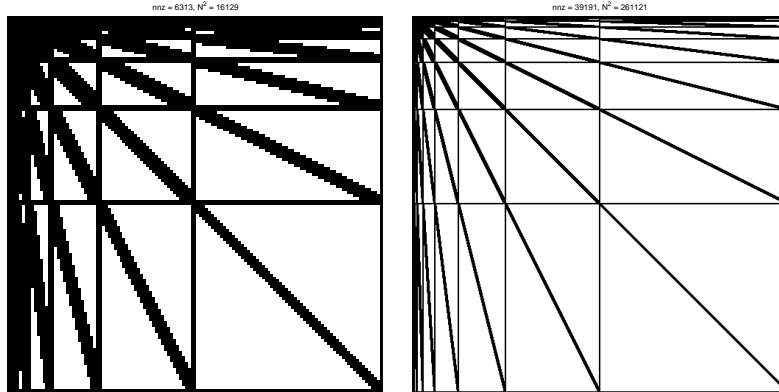 nnz = 6313, N² = 16129
nnz = 39191, N² = 261121